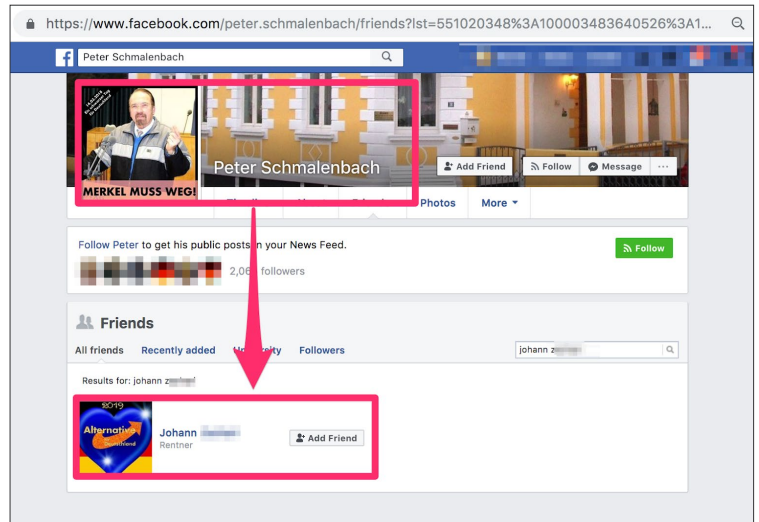 https://www.facebook.com/peter.schmalenbach/friends?lst=551020348%3A100003483640526%3A1...
Peter Schmalenbach
MERKEL MUSS WEG!
Peter Schmalenbach
Add Friend
Follow
Message
...
Photos
More
Follow Peter to get his public posts in your News Feed.
followers
Follow
Friends
All friends
Recently added
Followers
johann z
Results for: johann z
2019
Alternative
Deutschland
Johann
Rentner
Add Friend